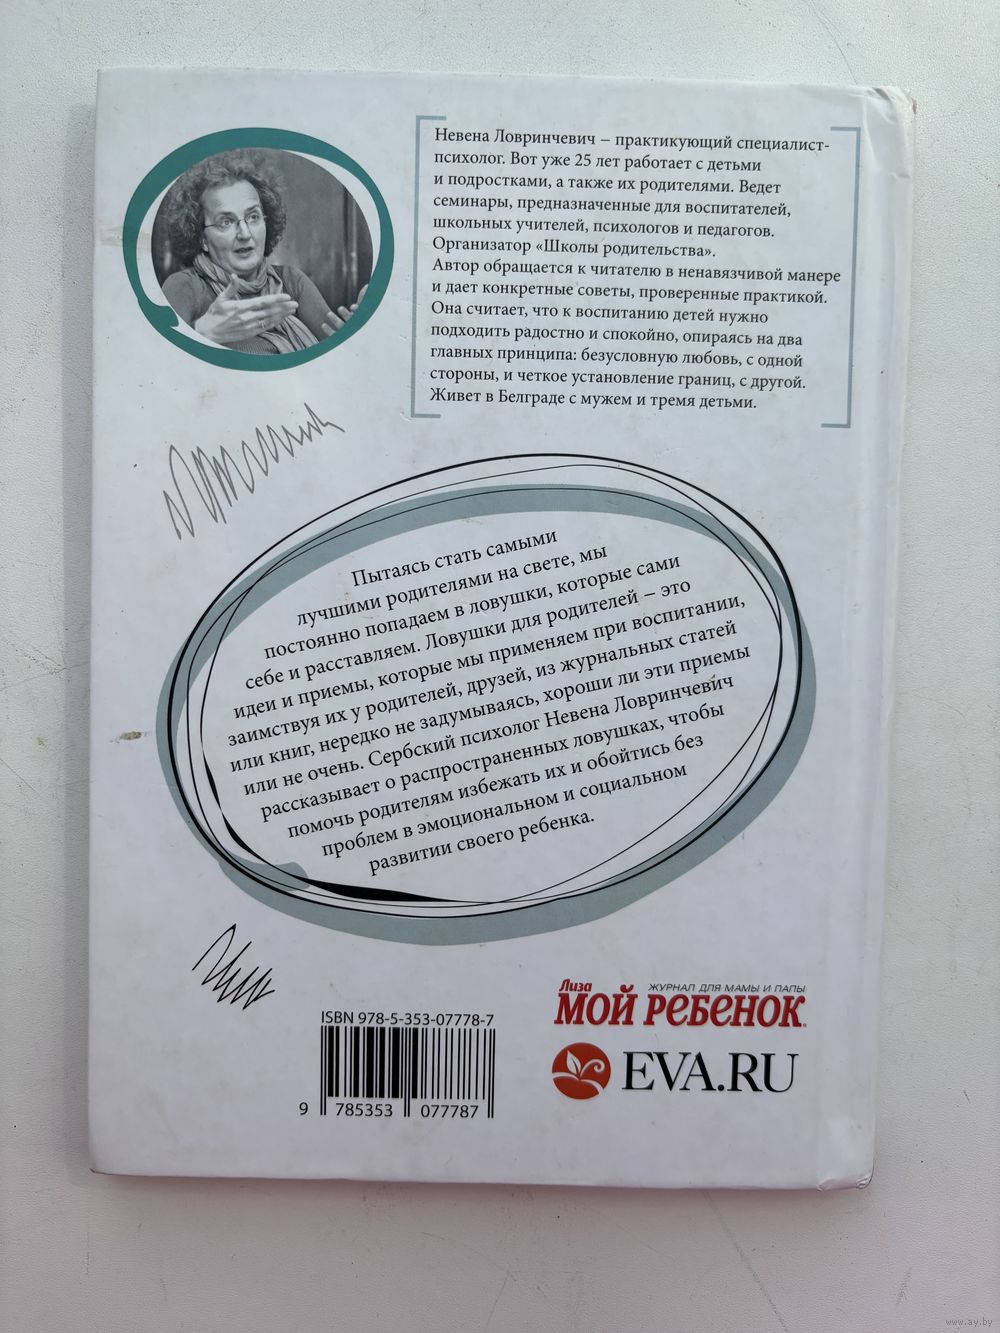 Невена Ловринчевич – практикующий специалист-
психолог. Вот уже 25 лет работает с детьми
и подростками, а также их родителями. Ведет
семинары, предназначенные для воспитателей,
школьных учителей, психологов и педагогов.
Организатор «Школы родительства».
Автор обращается к читателю в ненавязчивой манере
и дает конкретные советы, проверенные практикой.
Она считает, что к воспитанию детей нужно
подходить радостно и спокойно, опираясь на два
главных принципа: безусловную любовь, с одной
стороны, и четкое установление границ, с другой.
Живет в Белграде с мужем и тремя детьми.
Пытаясь стать самыми
лучшими родителями на свете, мы
постоянно попадаем в ловушки, которые сами
себе и расставляем. Ловушки для родителей – это
идеи и приемы, которые мы применяем при воспитании,
заимствуя их у родителей, друзей, из журнальных статей
или книг, нередко не задумываясь, хороши ли эти приемы
или не очень. Сербский психолог Невена Ловринчевич
рассказывает о распространенных ловушках, чтобы
помочь родителям избежать их и обойтись без
проблем в эмоциональном и социальном
развитии своего ребенка.
Лиза
ЖУРНАЛ ДЛЯ МАМЫ И ПАПЫ
МОЙ РЕБЕНОК
EVA.RU
ISBN 978-5-353-07778-7
9 785353 077787
www.ay.by